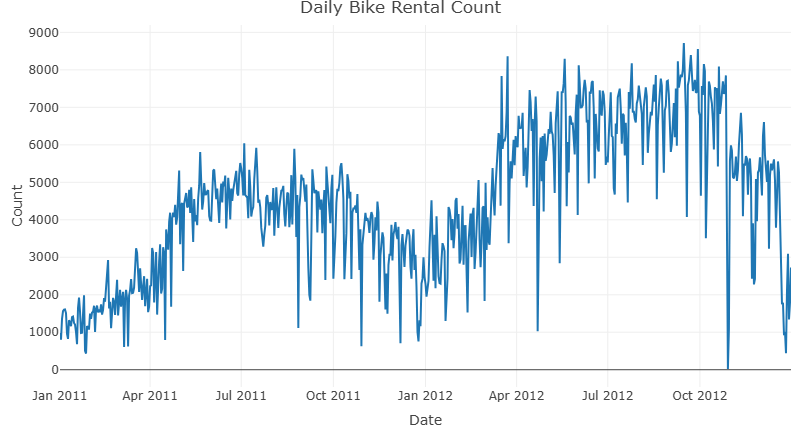 Daily Bike Rental Count
9000
8000
7000
6000
5000
4000
3000
2000
1000
0
Count
Jan 2011 Apr 2011 Jul 2011 Oct 2011 Jan 2012 Apr 2012 Jul 2012 Oct 2012
Date